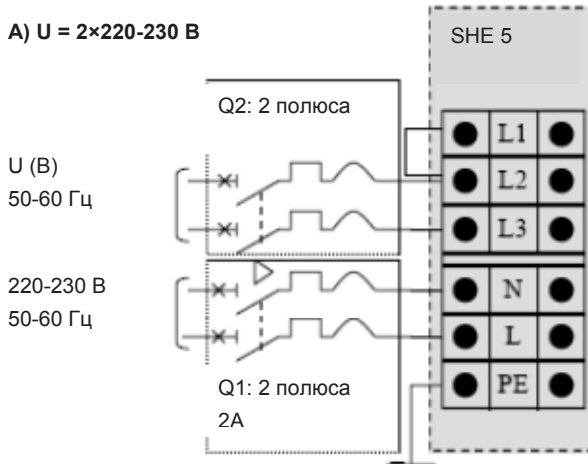 A) U = 2×220-230 В
SHE 5
Q2: 2 полюса
L1
U (В)
L2
50-60 Гц
L3
220-230 В
N
50-60 Гц
L
Q1: 2 полюса
PE
2А